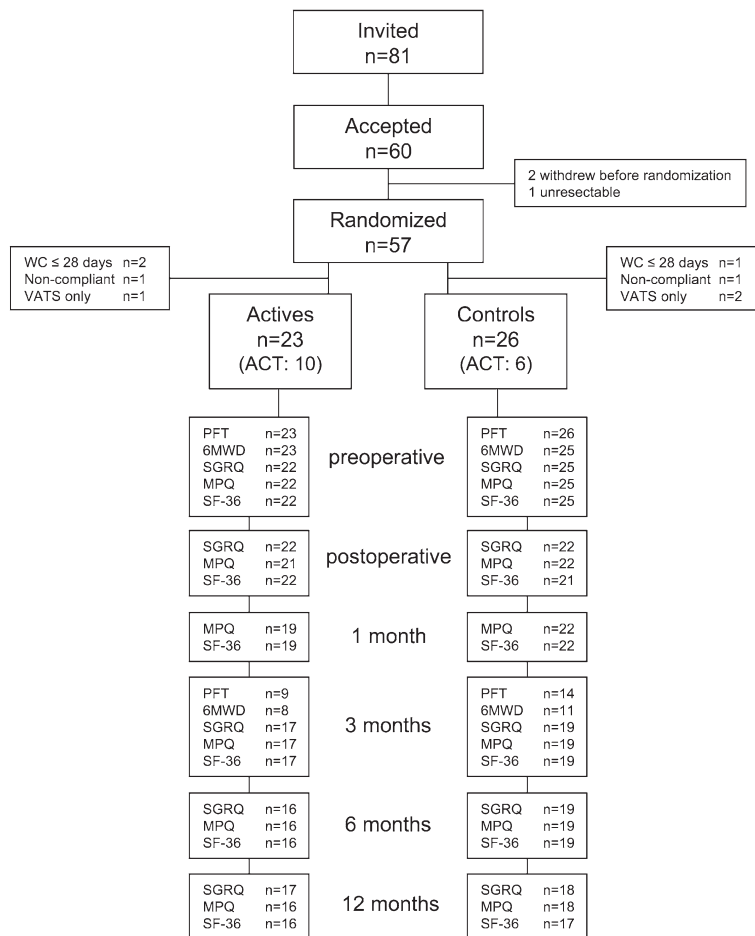 Invited
n=81
Accepted
n=60
2 withdrew before randomization
1 unresectable
Randomized
n=57
WC ≤ 28 days n=2
Non-compliant n=1
VATS only n=1
WC ≤ 28 days n=1
Non-compliant n=1
VATS only n=2
Actives
n=23
(ACT: 10)
Controls
n=26
(ACT: 6)
PFT n=23
6MWD n=23
SGRQ n=22
MPQ n=22
SF-36 n=22
preoperative
PFT n=26
6MWD n=25
SGRQ n=25
MPQ n=25
SF-36 n=25
SGRQ n=22
MPQ n=21
SF-36 n=22
postoperative
SGRQ n=22
MPQ n=22
SF-36 n=21
MPQ n=19
SF-36 n=19
1 month
MPQ n=22
SF-36 n=22
PFT n=9
6MWD n=8
SGRQ n=17
MPQ n=17
SF-36 n=17
3 months
PFT n=14
6MWD n=11
SGRQ n=19
MPQ n=19
SF-36 n=19
SGRQ n=16
MPQ n=16
SF-36 n=16
6 months
SGRQ n=19
MPQ n=19
SF-36 n=19
SGRQ n=17
MPQ n=16
SF-36 n=16
12 months
SGRQ n=18
MPQ n=18
SF-36 n=17